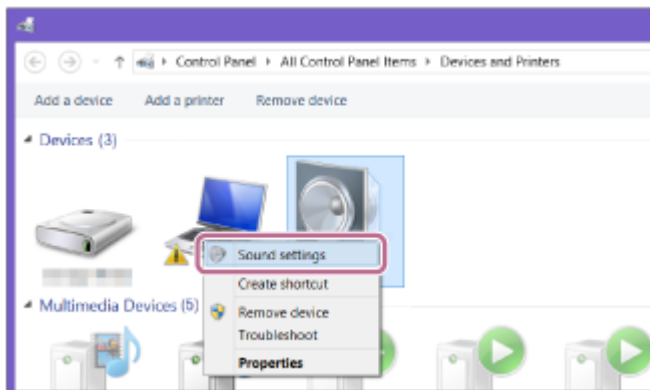 Control Panel All Control Panel Items Devices and Printers
Add a device Add a printer Remove device
Devices (3)
Sound settings
Create shortcut
Multimedia Devices (5)
Remove device
Troubleshoot
Properties